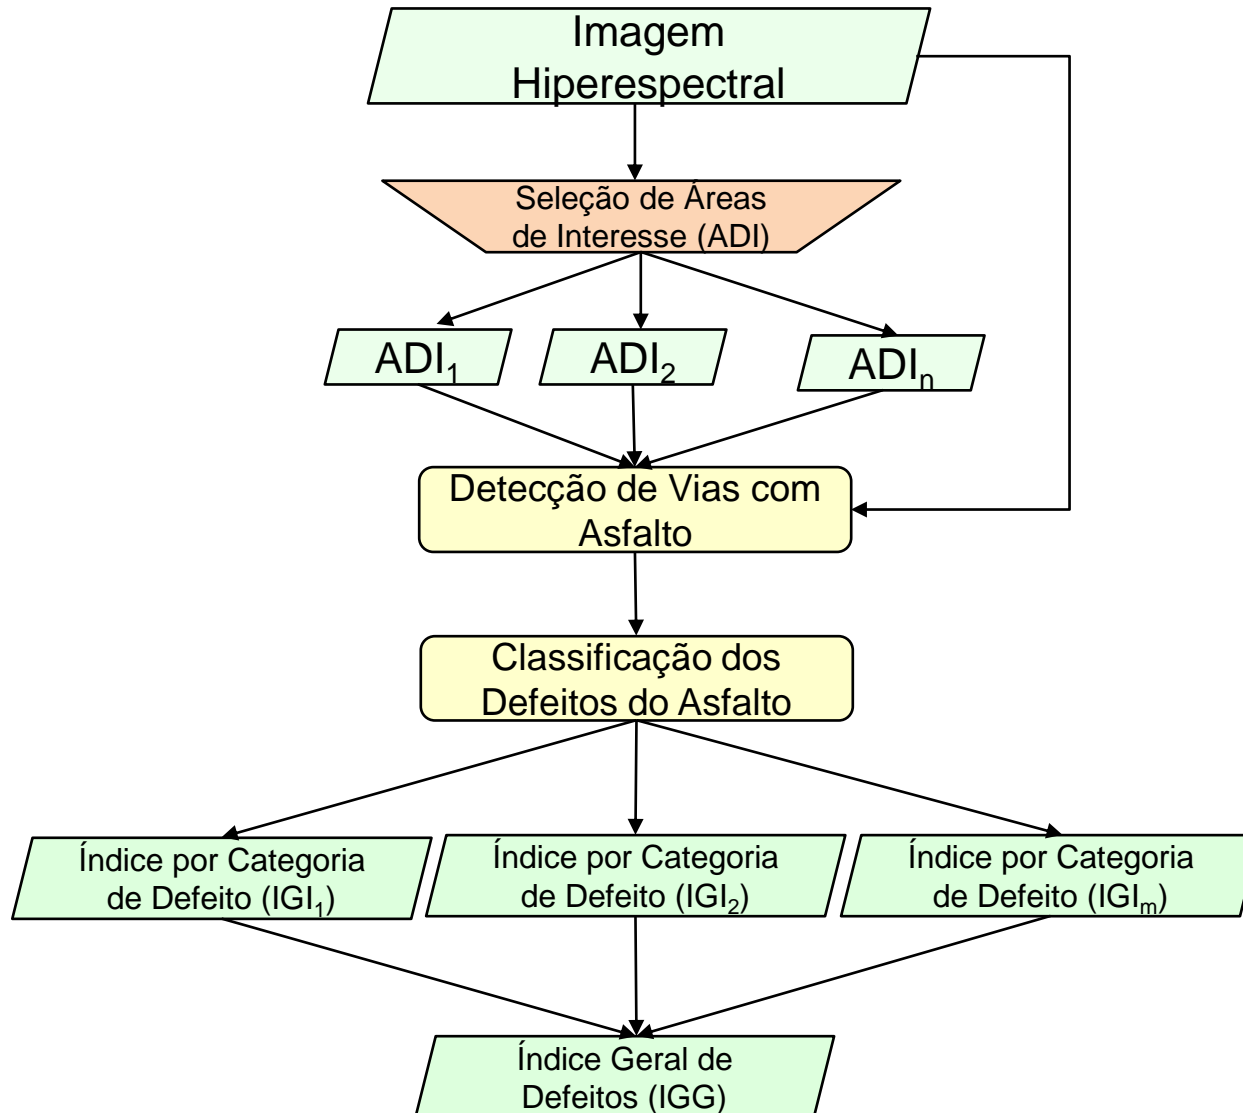 Imagem
Hiperespectral
Seleção de Áreas
de Interesse (ADI)
ADI₁
ADI₂
ADIₙ
Detecção de Vias com
Asfalto
Classificação dos
Defeitos do Asfalto
Índice por Categoria
de Defeito (IGI₁)
Índice por Categoria
de Defeito (IGI₂)
Índice por Categoria
de Defeito (IGIₘ)
Índice Geral de
Defeitos (IGG)